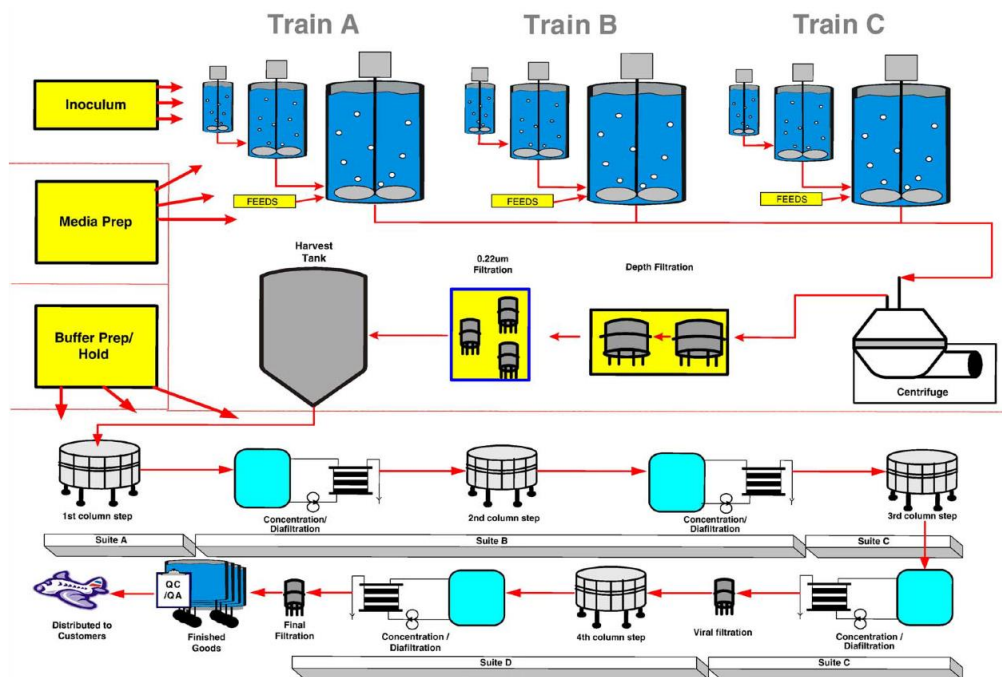 Train A
Train B
Train C
Inoculum
Media Prep
FEEDS
FEEDS
FEEDS
Harvest
Tank
0.22um
Filtration
Depth Filtration
Buffer Prep/
Hold
Centrifuge
1st column step
Concentration/
Diafiltration
2nd column step
Concentration/
Diafiltration
3rd column step
Suite A
Suite B
Suite C
Distributed to
Customers
QC
/QA
Finished
Goods
Final
Filtration
Concentration /
Diafiltration
4th column step
Viral filtration
Concentration /
Diafiltration
Suite D
Suite C